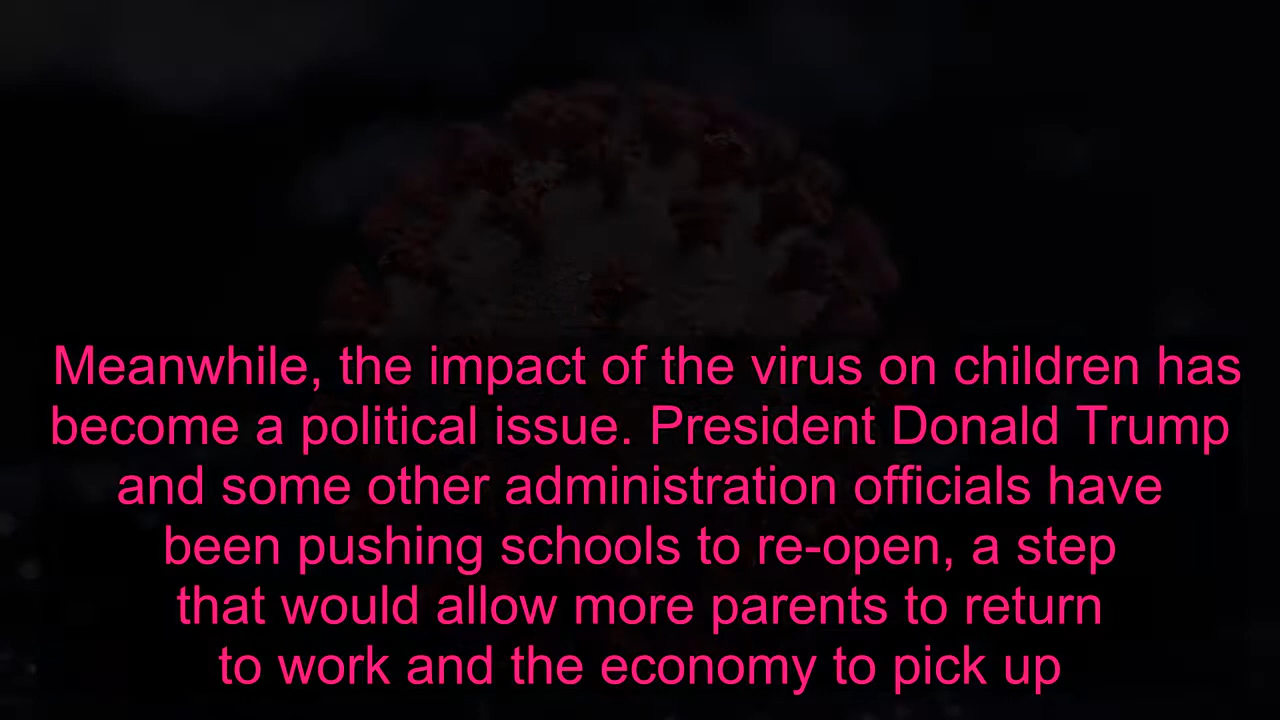 Meanwhile, the impact of the virus on children has
become a political issue. President Donald Trump
and some other administration officials have
been pushing schools to re-open, a step
that would allow more parents to return
to work and the economy to pick up